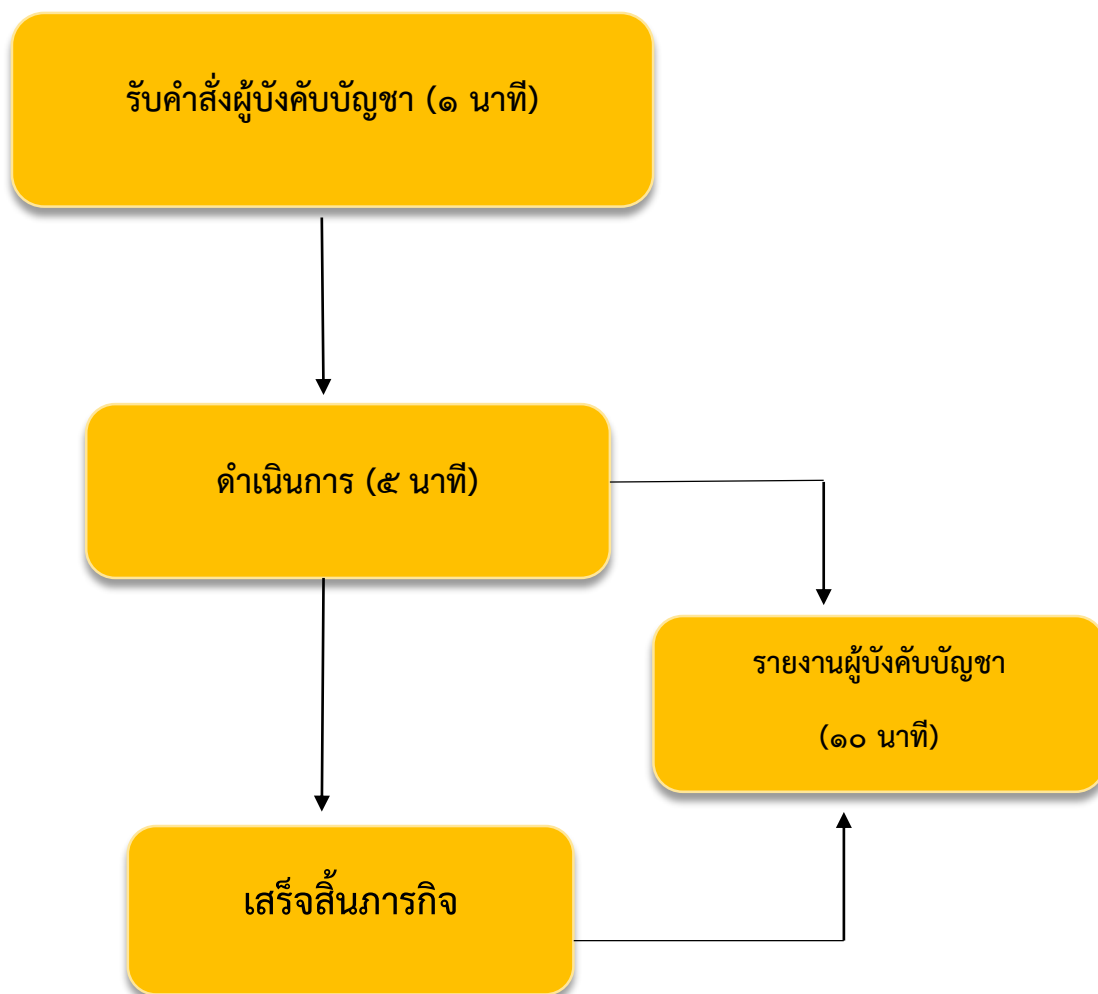 รับคำสั่งผู้บังคับบัญชา (๑ นาที)
ดำเนินการ (๕ นาที)
รายงานผู้บังคับบัญชา
(๑๐ นาที)
เสร็จสิ้นภารกิจ